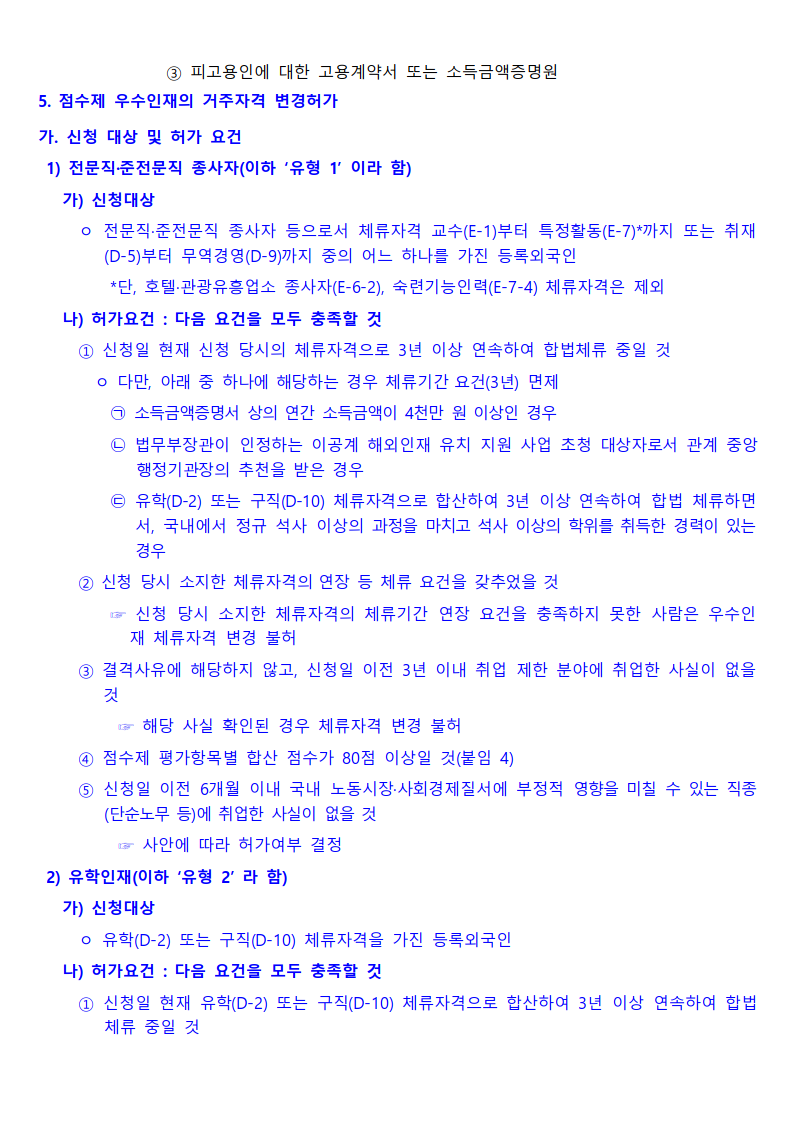 ③ 피고용인에 대한 고용계약서 또는 소득금액증명원
5. 점수제 우수인재의 거주자격 변경허가
가. 신청 대상 및 허가 요건
1) 전문직·준전문직 종사자(이하 ‘유형 1’ 이라 함)
가) 신청대상
ㅇ 전문직·준전문직 종사자 등으로서 체류자격 교수(E-1)부터 특정활동(E-7)*까지 또는 취재
(D-5)부터 무역경영(D-9)까지 중의 어느 하나를 가진 등록외국인
*단, 호텔·관광유흥업소 종사자(E-6-2), 숙련기능인력(E-7-4) 체류자격은 제외
나) 허가요건 : 다음 요건을 모두 충족할 것
① 신청일 현재 신청 당시의 체류자격으로 3년 이상 연속하여 합법체류 중일 것
ㅇ 다만, 아래 중 하나에 해당하는 경우 체류기간 요건(3년) 면제
㉠ 소득금액증명서 상의 연간 소득금액이 4천만 원 이상인 경우
㉡ 법무부장관이 인정하는 이공계 해외인재 유치 지원 사업 초청 대상자로서 관계 중앙
행정기관장의 추천을 받은 경우
㉢ 유학(D-2) 또는 구직(D-10) 체류자격으로 합산하여 3년 이상 연속하여 합법 체류하면
서, 국내에서 정규 석사 이상의 과정을 마치고 석사 이상의 학위를 취득한 경력이 있는
경우
② 신청 당시 소지한 체류자격의 연장 등 체류 요건을 갖추었을 것
☞ 신청 당시 소지한 체류자격의 체류기간 연장 요건을 충족하지 못한 사람은 우수인
재 체류자격 변경 불허
③ 결격사유에 해당하지 않고, 신청일 이전 3년 이내 취업 제한 분야에 취업한 사실이 없을
것
☞ 해당 사실 확인된 경우 체류자격 변경 불허
④ 점수제 평가항목별 합산 점수가 80점 이상일 것(붙임 4)
⑤ 신청일 이전 6개월 이내 국내 노동시장·사회경제질서에 부정적 영향을 미칠 수 있는 직종
(단순노무 등)에 취업한 사실이 없을 것
☞ 사안에 따라 허가여부 결정
2) 유학인재(이하 ‘유형 2’ 라 함)
가) 신청대상
ㅇ 유학(D-2) 또는 구직(D-10) 체류자격을 가진 등록외국인
나) 허가요건 : 다음 요건을 모두 충족할 것
① 신청일 현재 유학(D-2) 또는 구직(D-10) 체류자격으로 합산하여 3년 이상 연속하여 합법
체류 중일 것